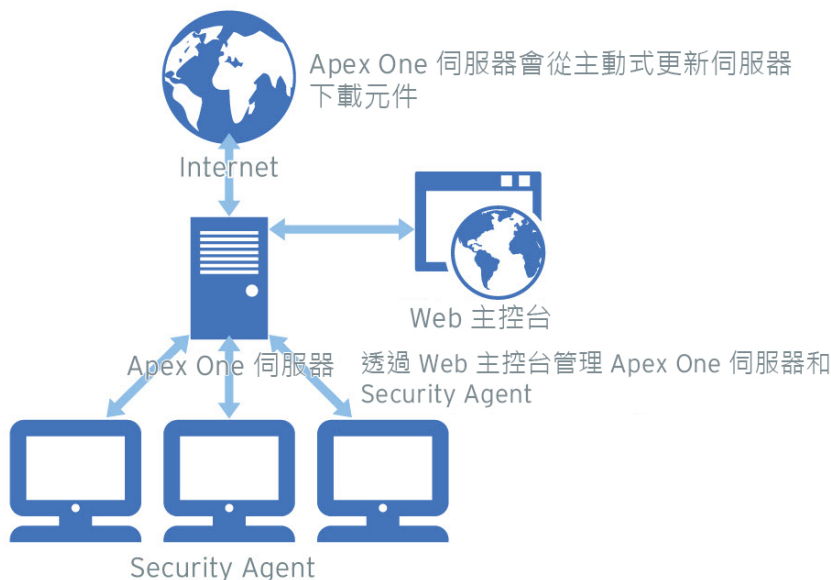 Apex One 伺服器會從主動式更新伺服器
下載元件
Internet
Web 主控台
Apex One 伺服器
透過 Web 主控台管理 Apex One 伺服器和
Security Agent
Security Agent